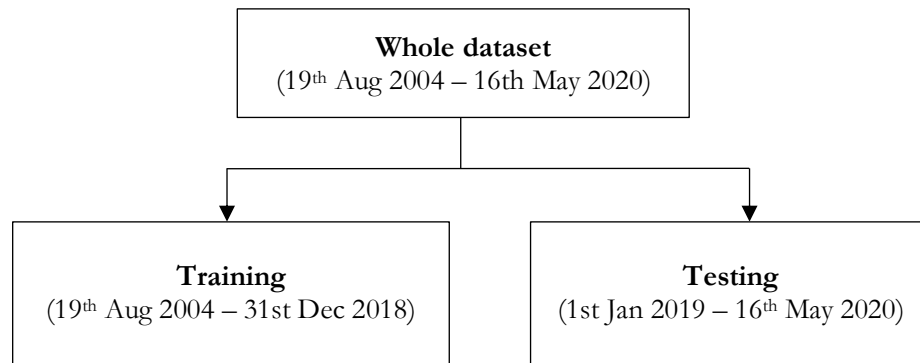 Whole dataset
(19th Aug 2004 – 16th May 2020)
Training
(19th Aug 2004 – 31st Dec 2018)
Testing
(1st Jan 2019 – 16th May 2020)